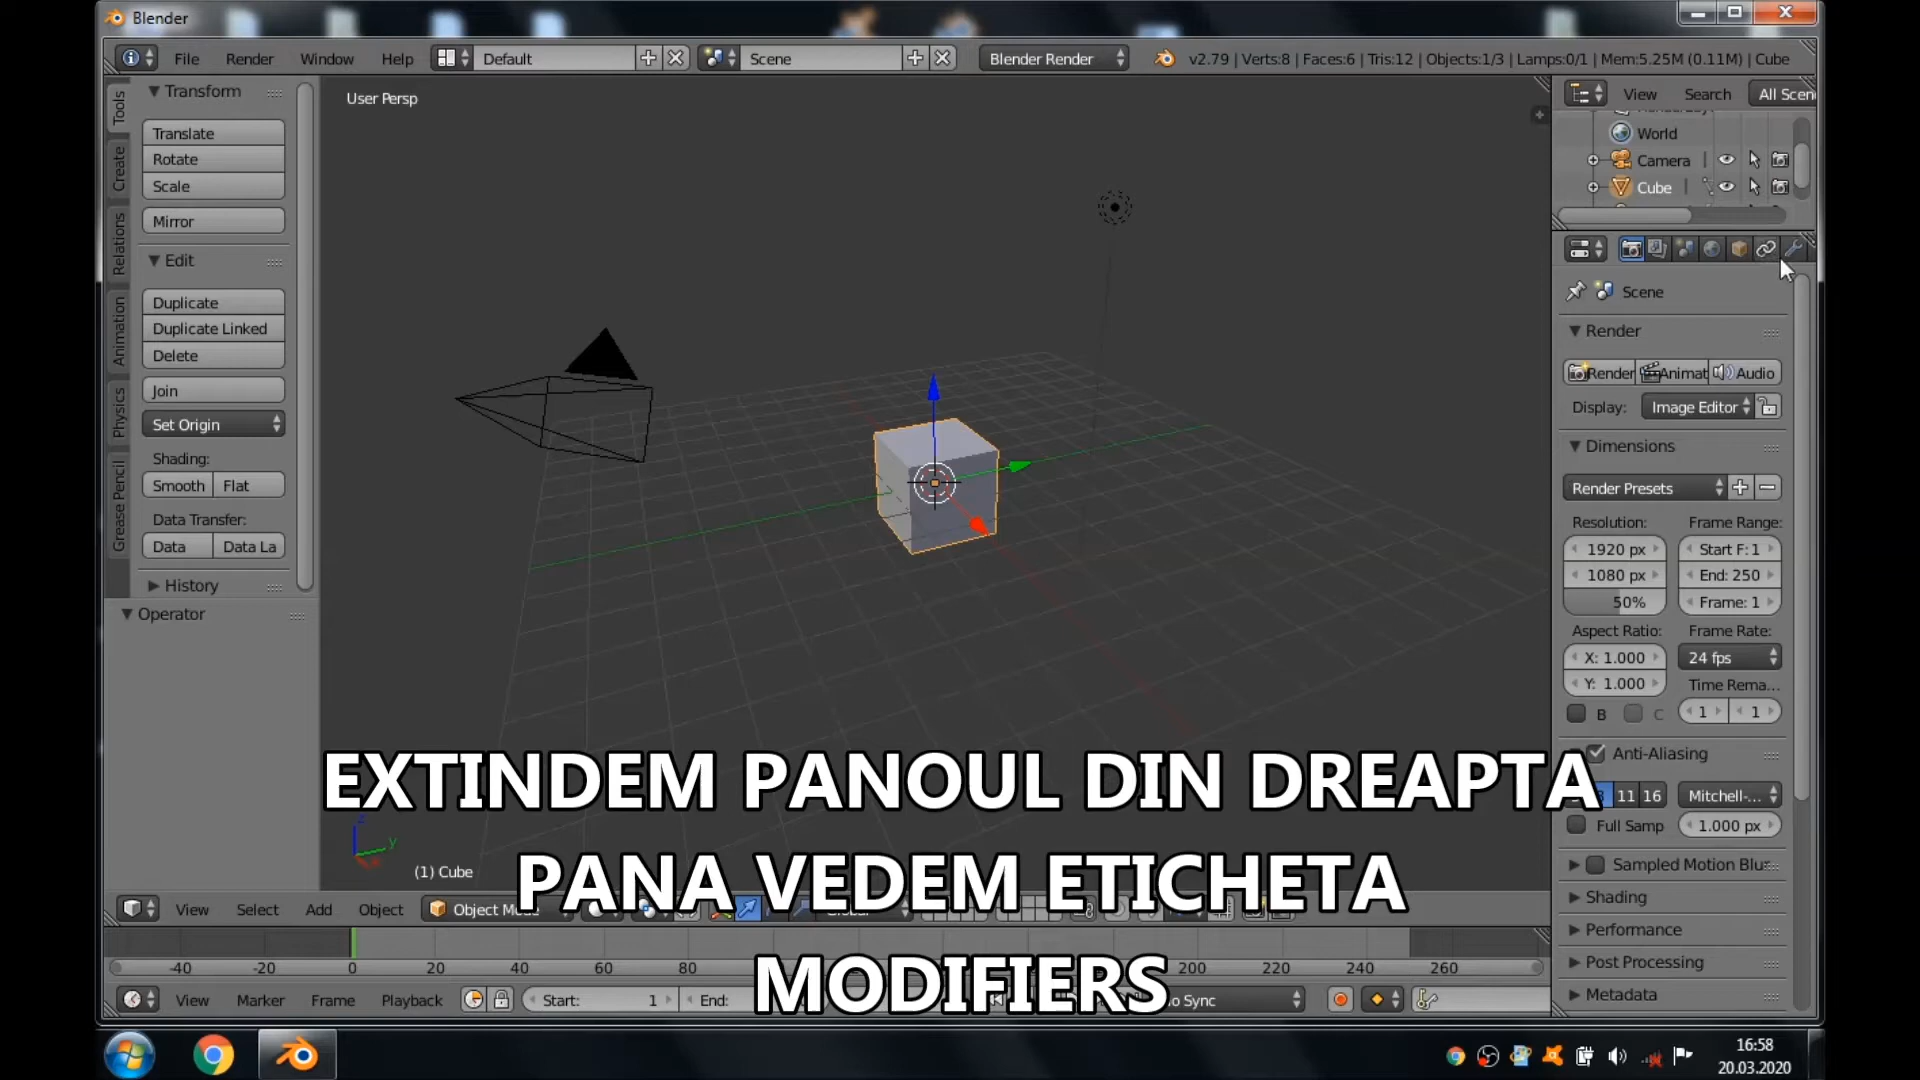 Blender
File Render Window Help Default Scene Blender Render v2.79 | Verts:8 | Faces:6 | Tris:12 | Objects:1/3 | Lamps:0/1 | Mem:5.25M (0.11M) | Cube
Tools
Create
Relations
Animation
Physics
Grease Pencil
Transform
Translate
Rotate
Scale
Mirror
Edit
Duplicate
Duplicate Linked
Delete
Join
Set Origin
Shading:
Smooth Flat
Data Transfer:
Data Data La
History
Operator
User Persp
(1) Cube
z
y
View Search All Scen
World
Camera
Cube
Scene
Render
Render Animat Audio
Display: Image Editor
Dimensions
Render Presets
Resolution: Frame Range:
1920 px Start F: 1
1080 px End: 250
50% Frame: 1
Aspect Ratio: Frame Rate:
X: 1.000 24 fps
Y: 1.000 Time Rema...
B C 1 1
Anti-Aliasing
8 11 16 Mitchell-...
Full Samp 1.000 px
Sampled Motion Blu
Shading
Performance
Post Processing
Metadata
EXTINDEM PANOUL DIN DREAPTA
PANA VEDEM ETICHETA
MODIFIERS
View Select Add Object Object Mode
-40 -20 0 20 40 60 80 200 220 240 260
View Marker Frame Playback Start: 1 End: Sync
16:58
20.03.2020